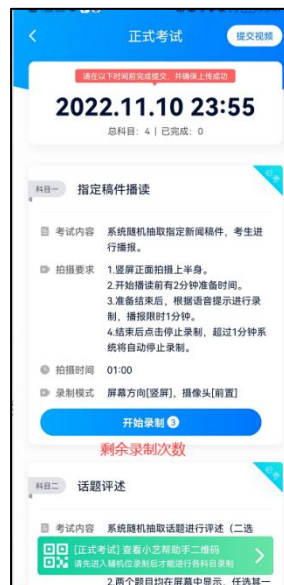 正式考试
提交视频
请在以下时间前完成提交，并确保上传成功
2022.11.10 23:55
总科目：4 | 已完成：0
必考
科目一 指定稿件播读
考试内容 系统随机抽取指定新闻稿件，考生进
行播报。
拍摄要求 1.竖屏正面拍摄上半身。
2.开始播读前有2分钟准备时间。
3.准备结束后，根据语音提示进行录
制，播报限时1分钟。
4.结束后点击停止录制，超过1分钟系
统将自动停止录制。
拍摄时间 01:00
录制模式 屏幕方向[竖屏]，摄像头[前置]
开始录制 3
剩余录制次数
必考
科目二 话题评述
考试内容 系统随机抽取话题进行评述（二选
[正式考试] 查看小艺帮助手二维码
请先进入辅机位录制后才能进行各科目录制
2.两个题目均在屏幕中显示，任选其一